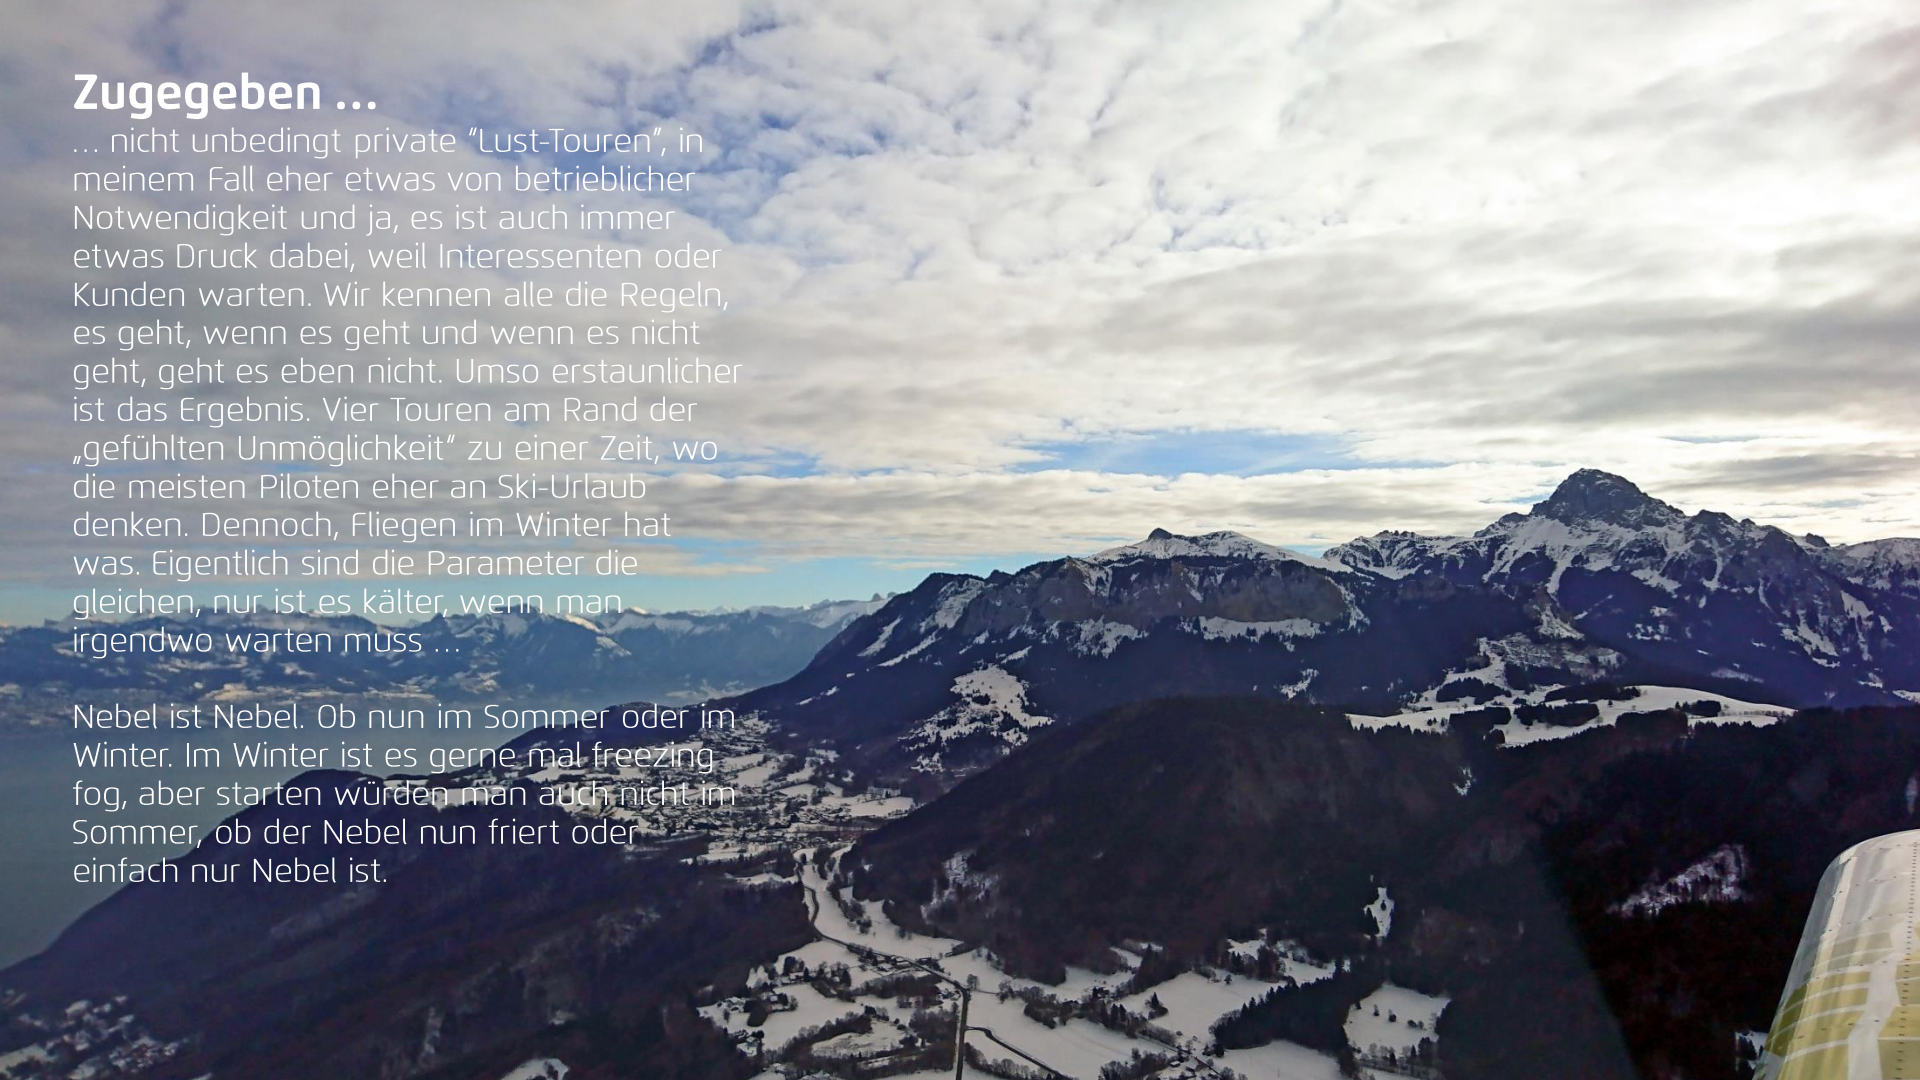 Zugegeben ...
... nicht unbedingt private “Lust-Touren”, in
meinem Fall eher etwas von betrieblicher
Notwendigkeit und ja, es ist auch immer
etwas Druck dabei, weil Interessenten oder
Kunden warten. Wir kennen alle die Regeln,
es geht, wenn es geht und wenn es nicht
geht, geht es eben nicht. Umso erstaunlicher
ist das Ergebnis. Vier Touren am Rand der
„gefühlten Unmöglichkeit“ zu einer Zeit, wo
die meisten Piloten eher an Ski-Urlaub
denken. Dennoch, Fliegen im Winter hat
was. Eigentlich sind die Parameter die
gleichen, nur ist es kälter, wenn man
irgendwo warten muss ...
Nebel ist Nebel. Ob nun im Sommer oder im
Winter. Im Winter ist es gerne mal freezing
fog, aber starten würden man auch nicht im
Sommer, ob der Nebel nun friert oder
einfach nur Nebel ist.